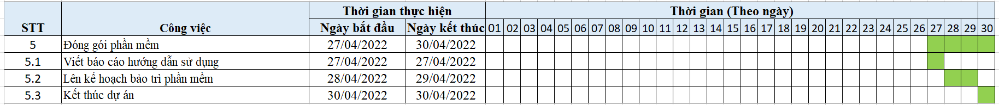 Thời gian thực hiện Thời gian (Theo ngày)
STT Công việc Ngày bắt đầu Ngày kết thúc 01 02 03 04 05 06 07 08 09 10 11 12 13 14 15 16 17 18 19 20 21 22 23 24 25 26 27 28 29 30
5 Đóng gói phần mềm 27/04/2022 30/04/2022
5.1 Viết báo cáo hướng dẫn sử dụng 27/04/2022 27/04/2022
5.2 Lên kế hoạch bảo trì phần mềm 28/04/2022 29/04/2022
5.3 Kết thúc dự án 30/04/2022 30/04/2022